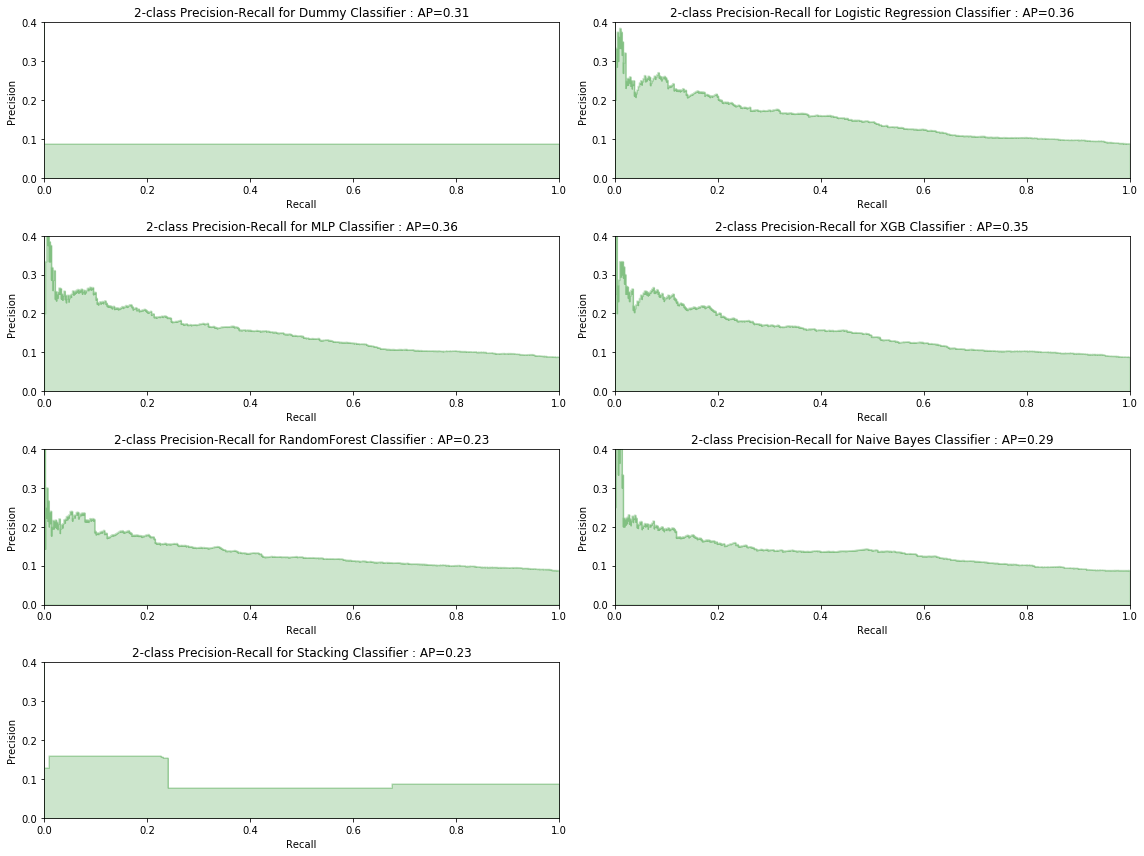 2-class Precision-Recall for Dummy Classifier : AP=0.31
0.4
0.3
0.2
0.1
0.0
Precision
0.0 0.2 0.4 0.6 0.8 1.0
Recall
2-class Precision-Recall for Logistic Regression Classifier : AP=0.36
0.4
0.3
0.2
0.1
0.0
Precision
0.0 0.2 0.4 0.6 0.8 1.0
Recall
2-class Precision-Recall for MLP Classifier : AP=0.36
0.4
0.3
0.2
0.1
0.0
Precision
0.0 0.2 0.4 0.6 0.8 1.0
Recall
2-class Precision-Recall for XGB Classifier : AP=0.35
0.4
0.3
0.2
0.1
0.0
Precision
0.0 0.2 0.4 0.6 0.8 1.0
Recall
2-class Precision-Recall for RandomForest Classifier : AP=0.23
0.4
0.3
0.2
0.1
0.0
Precision
0.0 0.2 0.4 0.6 0.8 1.0
Recall
2-class Precision-Recall for Naive Bayes Classifier : AP=0.29
0.4
0.3
0.2
0.1
0.0
Precision
0.0 0.2 0.4 0.6 0.8 1.0
Recall
2-class Precision-Recall for Stacking Classifier : AP=0.23
0.4
0.3
0.2
0.1
0.0
Precision
0.0 0.2 0.4 0.6 0.8 1.0
Recall